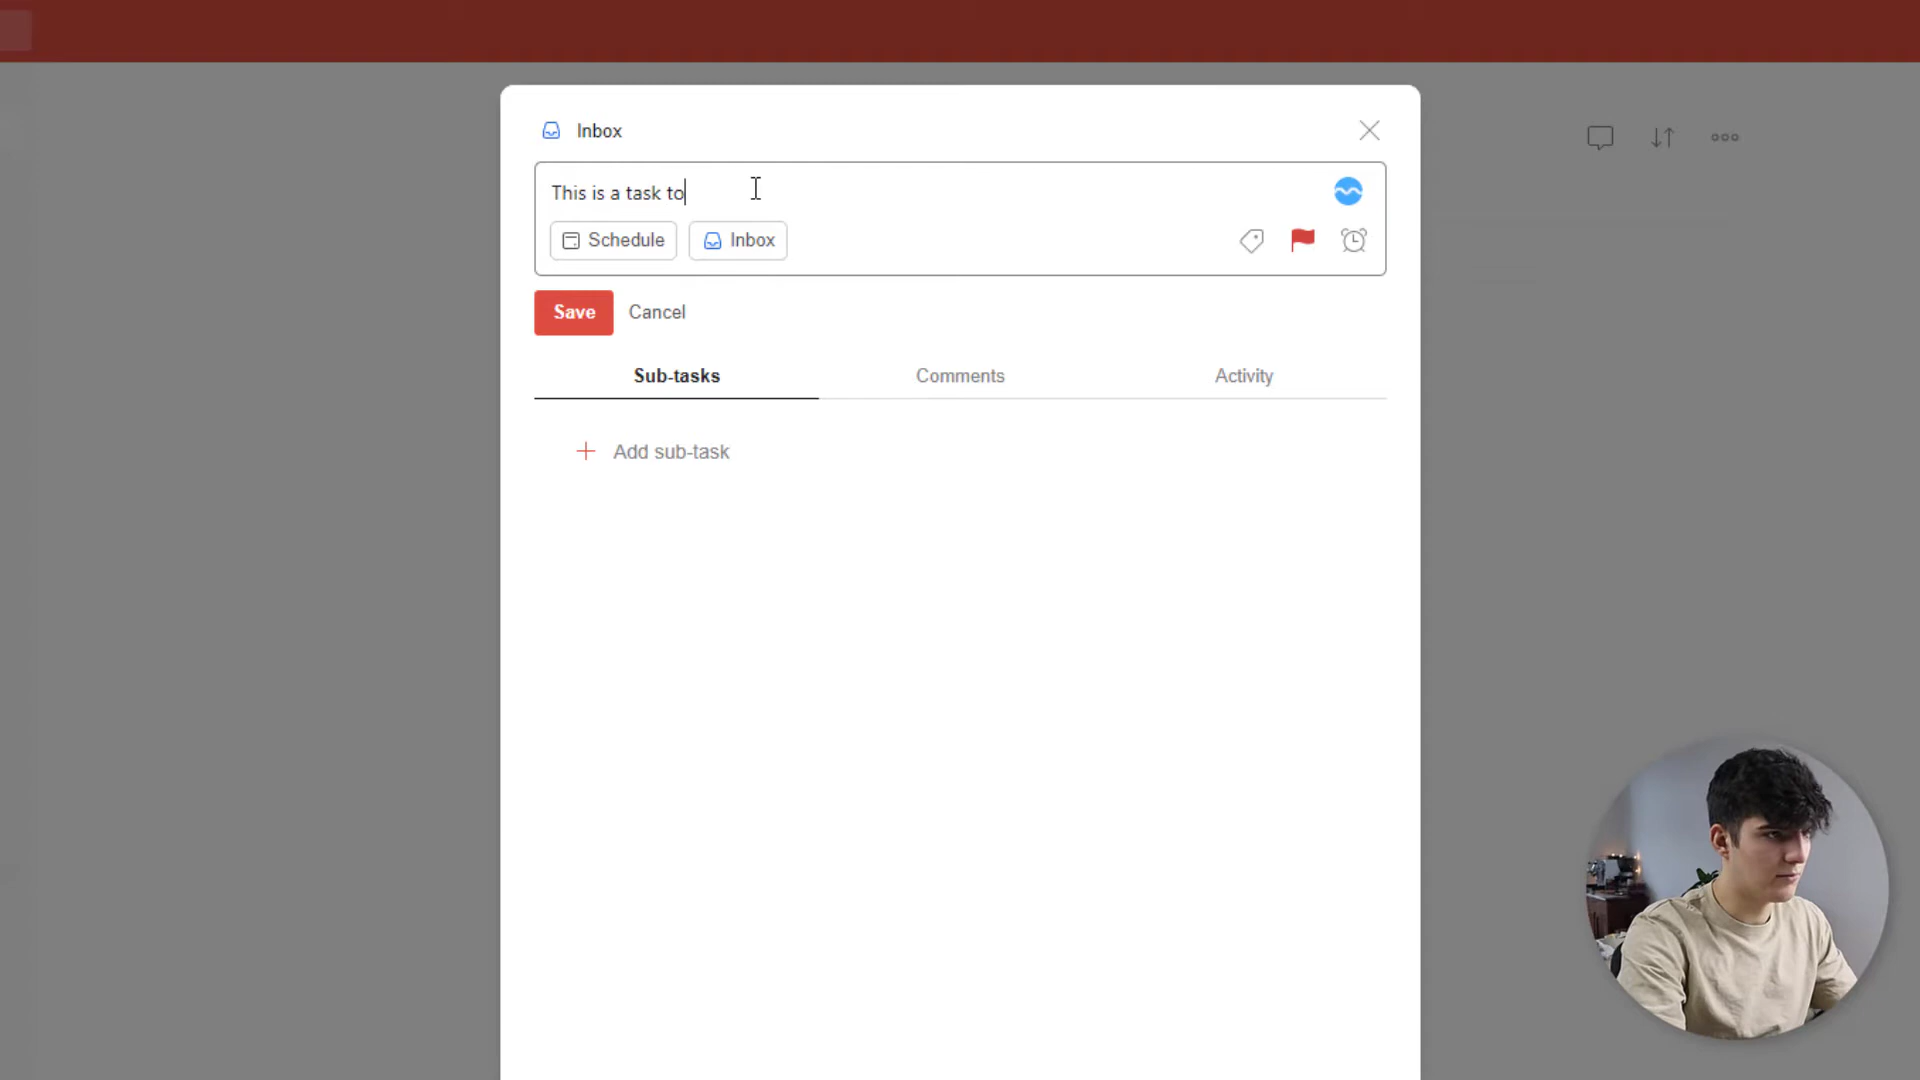 Inbox
This is a task to
Schedule
Inbox
Save Cancel
Sub-tasks Comments Activity
Add sub-task